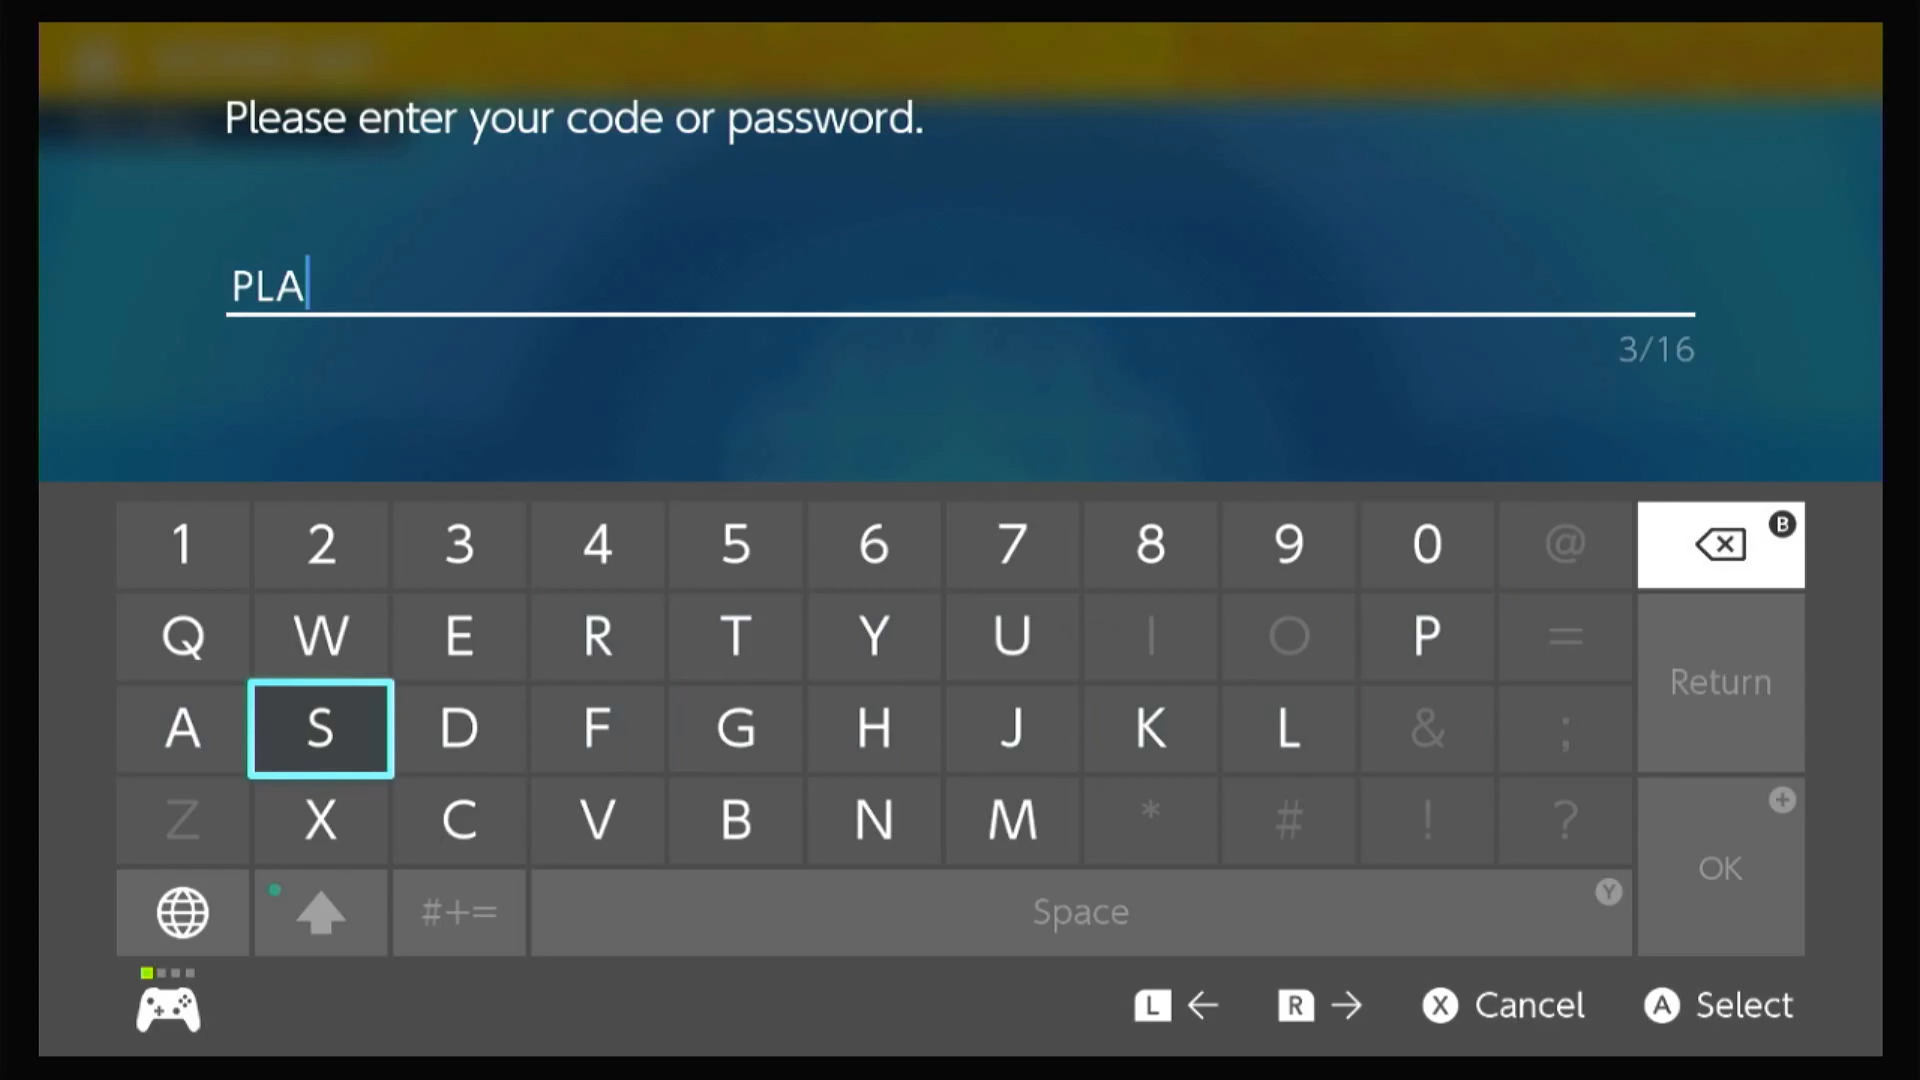 Please enter your code or password.
PLA
3/16
1 2 3 4 5 6 7 8 9 0 @ B
Q W E R T Y U I O P =
Return
A S D F G H J K L & ;
Z X C V B N M * # ! ?
OK
#+= Space Y
L ← R → X Cancel A Select